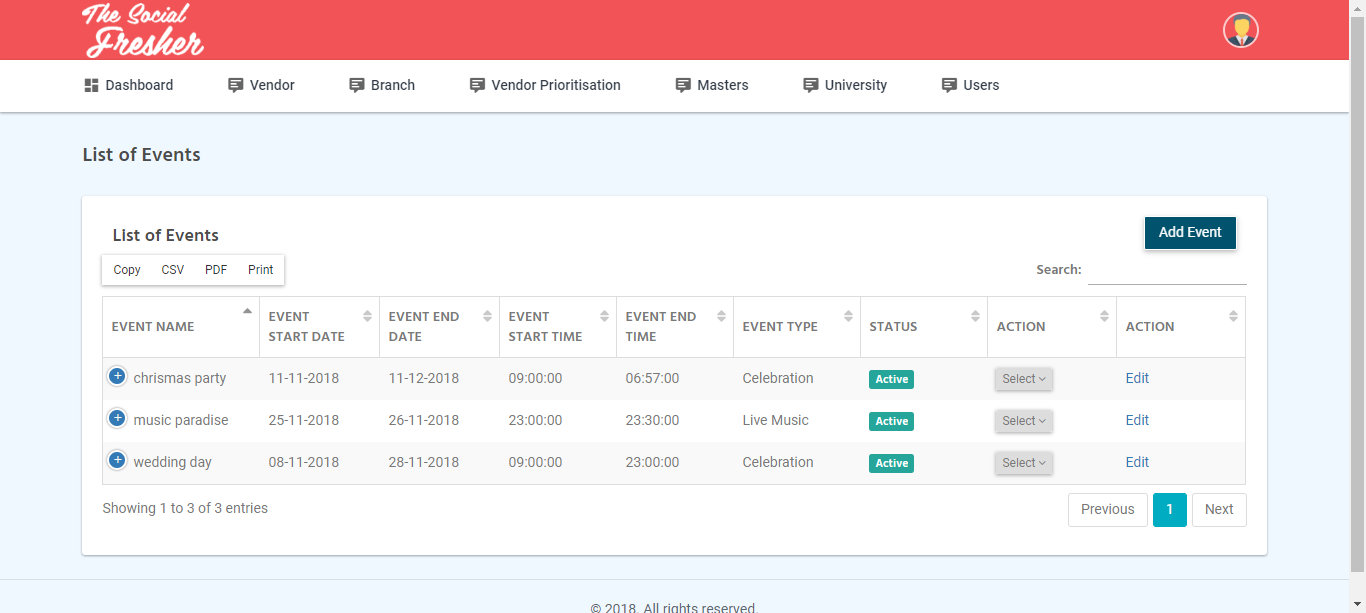 The Social
Fresher
Dashboard Vendor Branch Vendor Prioritisation Masters University Users
List of Events
List of Events
Add Event
Copy CSV PDF Print
Search:
EVENT NAME EVENT START DATE EVENT END DATE EVENT START TIME EVENT END TIME EVENT TYPE STATUS ACTION ACTION
chrismas party 11-11-2018 11-12-2018 09:00:00 06:57:00 Celebration Active Select Edit
music paradise 25-11-2018 26-11-2018 23:00:00 23:30:00 Live Music Active Select Edit
wedding day 08-11-2018 28-11-2018 09:00:00 23:00:00 Celebration Active Select Edit
Showing 1 to 3 of 3 entries
Previous 1 Next
© 2018. All rights reserved.